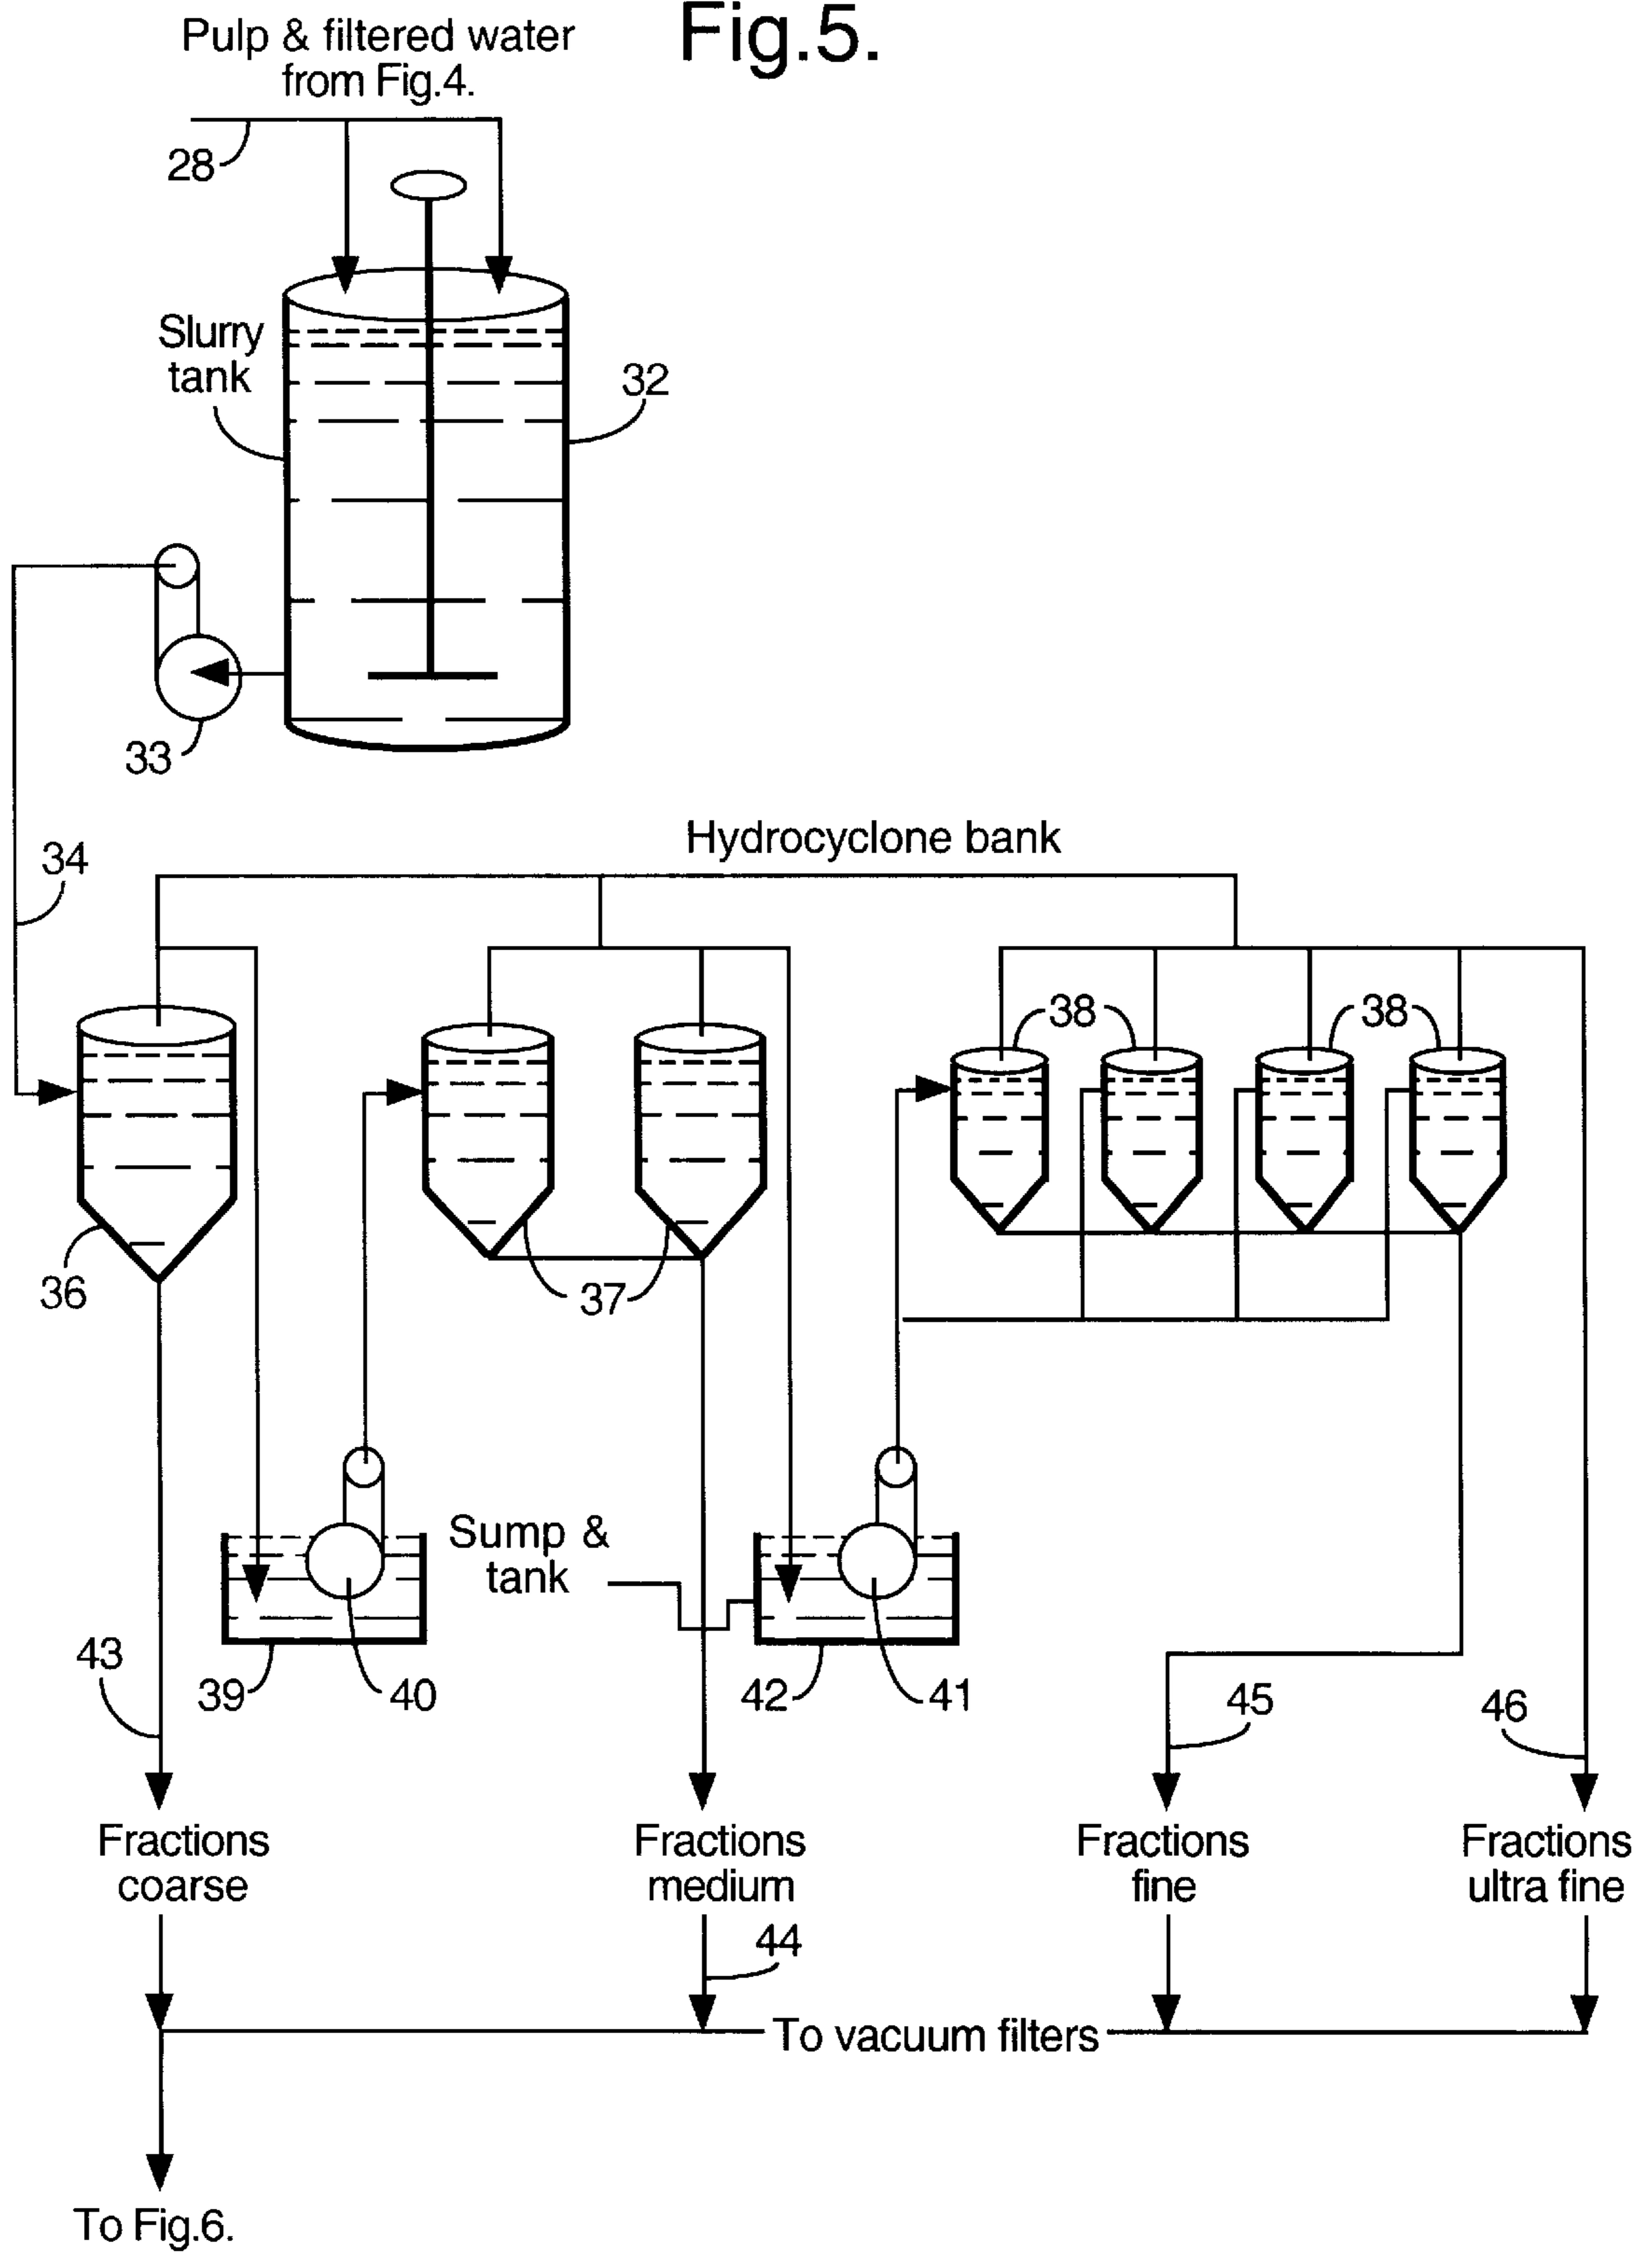 Fig.5.
Pulp & filtered water
from Fig.4.
28
Slurry
tank
32
33
Hydrocyclone bank
34
38
38
36
37
Sump &
tank
43
39
40
42
41
45
46
Fractions
coarse
Fractions
medium
Fractions
fine
Fractions
ultra fine
44
To vacuum filters
To Fig.6.